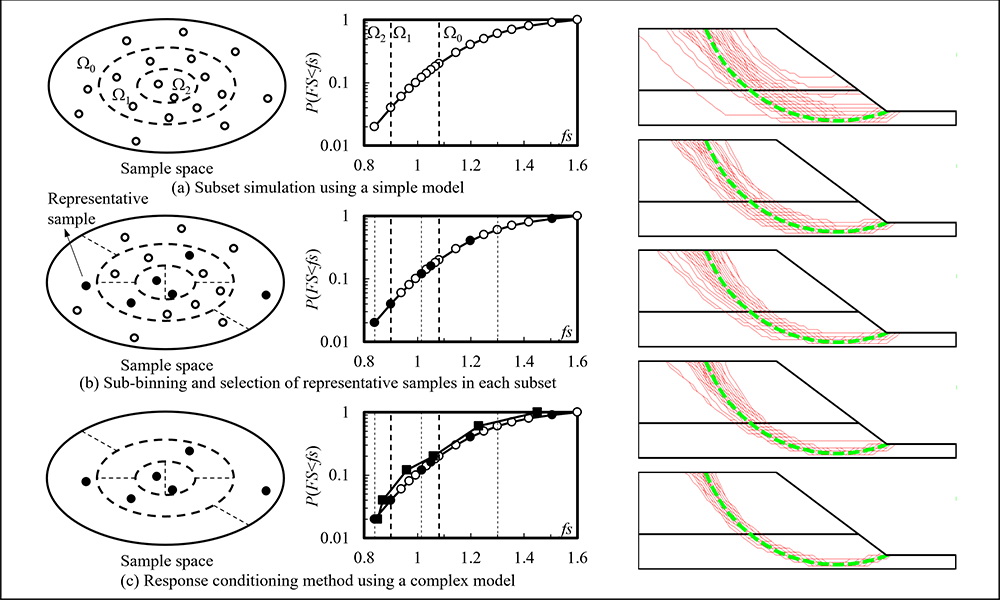 Ω0
Ω1
Ω2
Sample space
P(FS<fs)
1
0.1
0.01
Ω2
Ω1
Ω0
fs
0.8 1.0 1.2 1.4 1.6
(a) Subset simulation using a simple model
Representative
sample
Sample space
P(FS<fs)
1
0.1
0.01
fs
0.8 1.0 1.2 1.4 1.6
(b) Sub-binning and selection of representative samples in each subset
Sample space
P(FS<fs)
1
0.1
0.01
fs
0.8 1.0 1.2 1.4 1.6
(c) Response conditioning method using a complex model